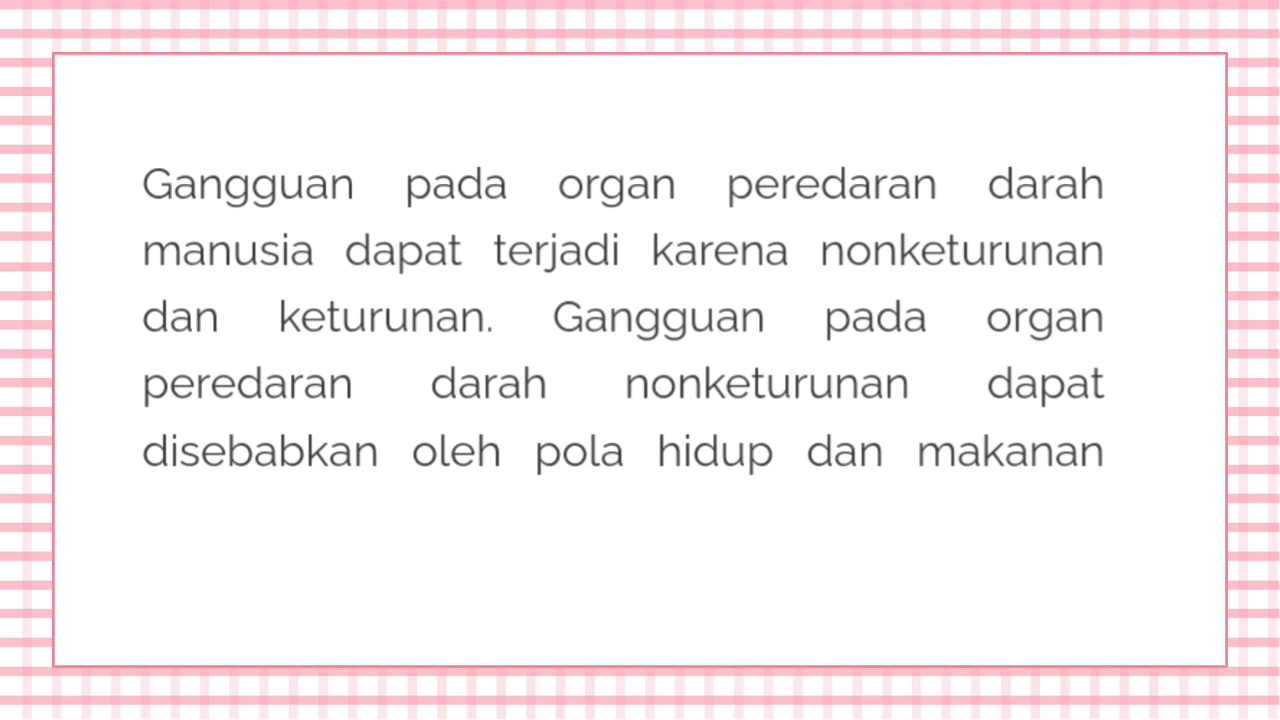 Gangguan pada organ peredaran darah
manusia dapat terjadi karena nonketurunan
dan keturunan. Gangguan pada organ
peredaran darah nonketurunan dapat
disebabkan oleh pola hidup dan makanan